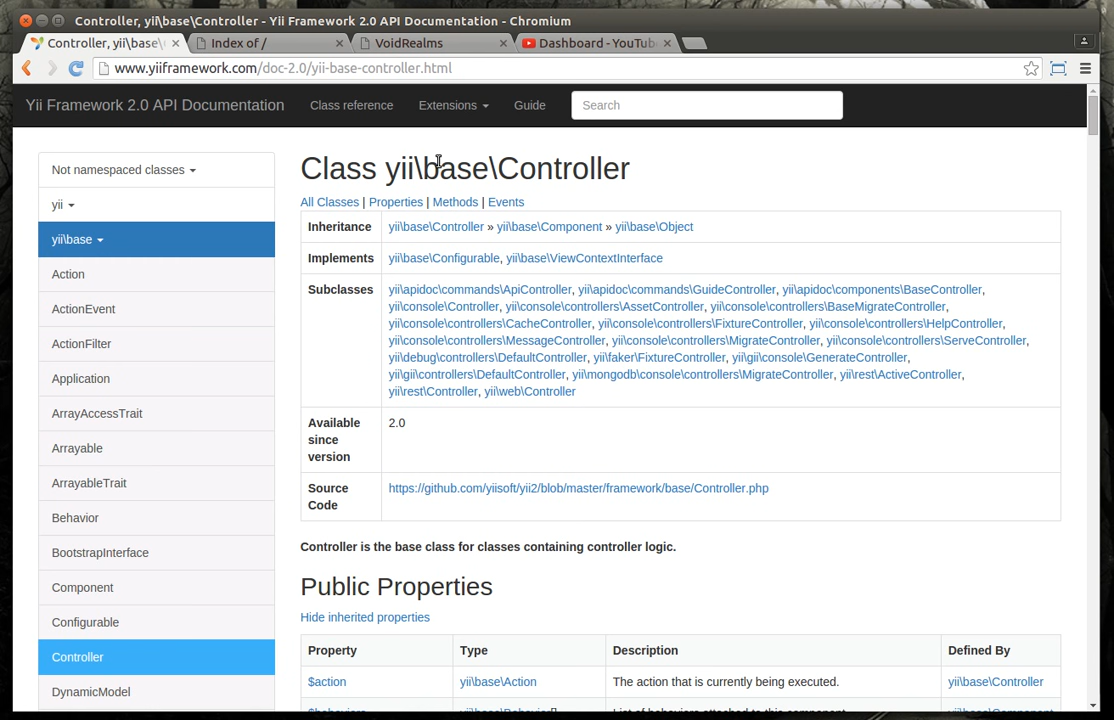 Controller, yii\base\Controller - Yii Framework 2.0 API Documentation - Chromium
Controller, yii\base\ Index of / VoidRealms Dashboard - YouTube
www.yiiframework.com/doc-2.0/yii-base-controller.html
Yii Framework 2.0 API Documentation Class reference Extensions Guide Search
Not namespaced classes
yii
yii\base
Action
ActionEvent
ActionFilter
Application
ArrayAccessTrait
Arrayable
ArrayableTrait
Behavior
BootstrapInterface
Component
Configurable
Controller
DynamicModel
Class yii\base\Controller
All Classes | Properties | Methods | Events
Inheritance yii\base\Controller » yii\base\Component » yii\base\Object
Implements yii\base\Configurable, yii\base\ViewContextInterface
Subclasses yii\apidoc\commands\ApiController, yii\apidoc\commands\GuideController, yii\apidoc\components\BaseController,
yii\console\Controller, yii\console\controllers\AssetController, yii\console\controllers\BaseMigrateController,
yii\console\controllers\CacheController, yii\console\controllers\FixtureController, yii\console\controllers\HelpController,
yii\console\controllers\MessageController, yii\console\controllers\MigrateController, yii\console\controllers\ServeController,
yii\debug\controllers\DefaultController, yii\faker\FixtureController, yii\gii\console\GenerateController,
yii\gii\controllers\DefaultController, yii\mongodb\console\controllers\MigrateController, yii\rest\ActiveController,
yii\rest\Controller, yii\web\Controller
Available since version 2.0
Source Code https://github.com/yiisoft/yii2/blob/master/framework/base/Controller.php
Controller is the base class for classes containing controller logic.
Public Properties
Hide inherited properties
Property Type Description Defined By
$action yii\base\Action The action that is currently being executed. yii\base\Controller